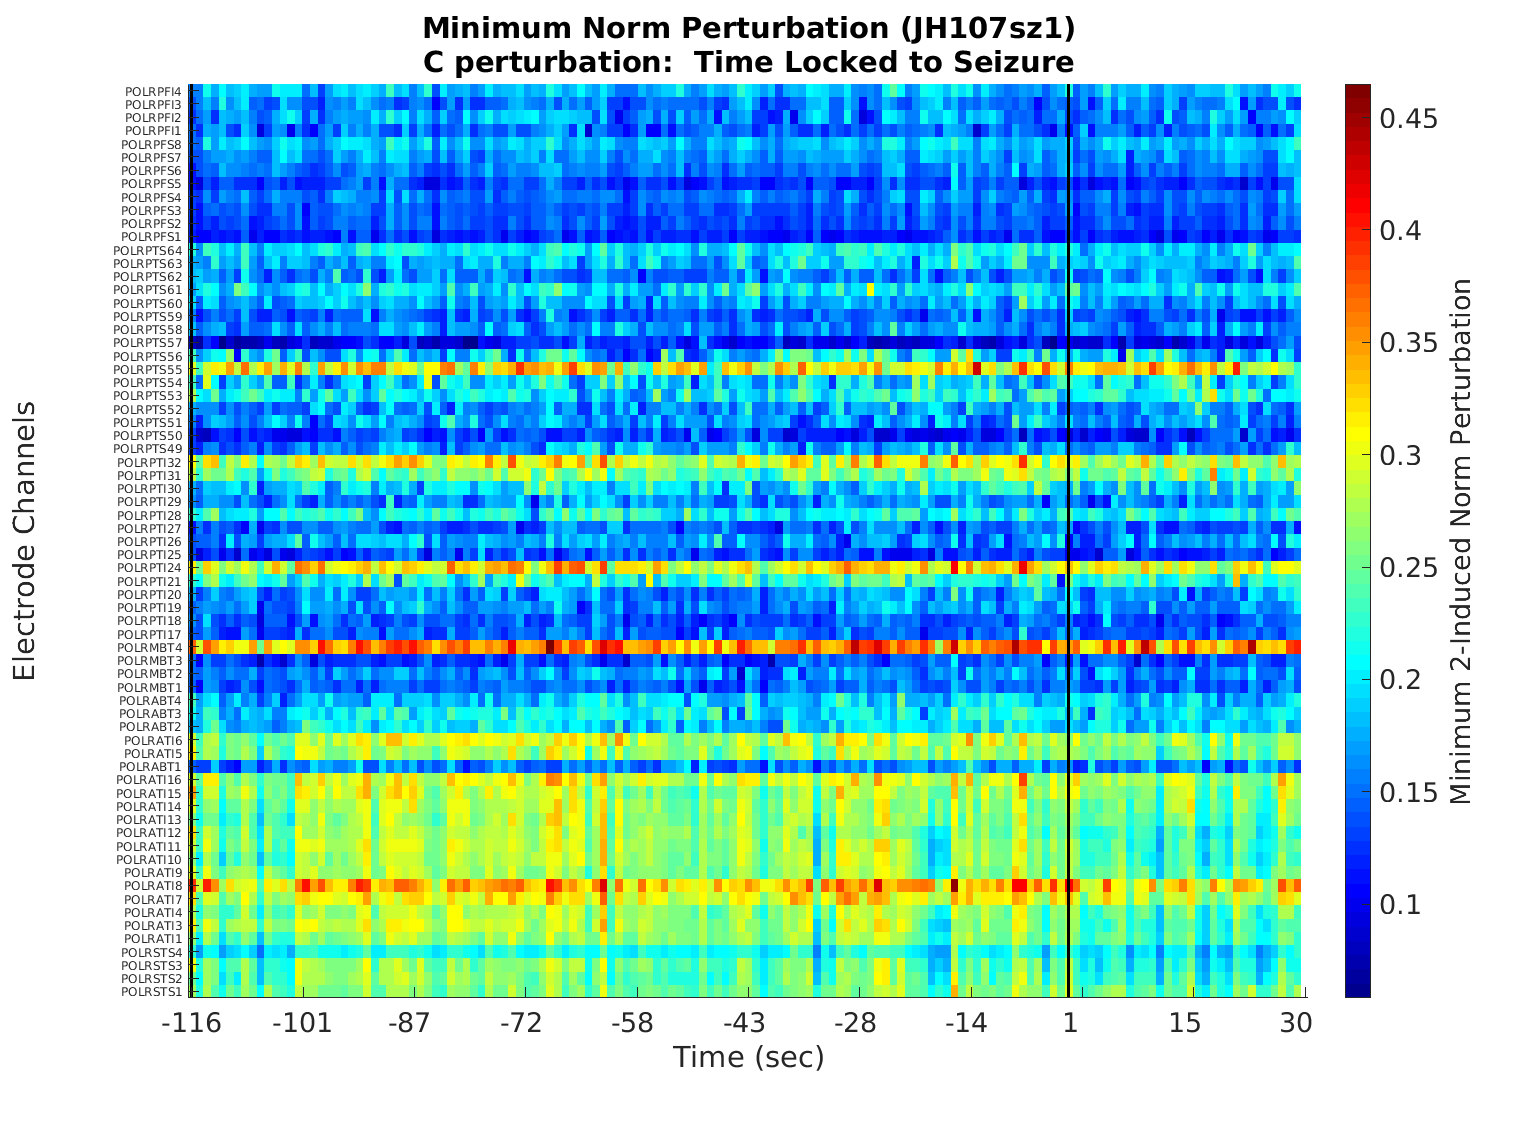 Minimum Norm Perturbation (JH107sz1)
C perturbation:  Time Locked to Seizure
Electrode Channels
POLRPFI4
POLRPFI3
POLRPFI2
POLRPFI1
POLRPFS8
POLRPFS7
POLRPFS6
POLRPFS5
POLRPFS4
POLRPFS3
POLRPFS2
POLRPFS1
POLRPTS64
POLRPTS63
POLRPTS62
POLRPTS61
POLRPTS60
POLRPTS59
POLRPTS58
POLRPTS57
POLRPTS56
POLRPTS55
POLRPTS54
POLRPTS53
POLRPTS52
POLRPTS51
POLRPTS50
POLRPTS49
POLRPTI32
POLRPTI31
POLRPTI30
POLRPTI29
POLRPTI28
POLRPTI27
POLRPTI26
POLRPTI25
POLRPTI24
POLRPTI21
POLRPTI20
POLRPTI19
POLRPTI18
POLRPTI17
POLRMBT4
POLRMBT3
POLRMBT2
POLRMBT1
POLRABT4
POLRABT3
POLRABT2
POLRATI6
POLRATI5
POLRABT1
POLRATI16
POLRATI15
POLRATI14
POLRATI13
POLRATI12
POLRATI11
POLRATI10
POLRATI9
POLRATI8
POLRATI7
POLRATI4
POLRATI3
POLRATI1
POLRSTS4
POLRSTS3
POLRSTS2
POLRSTS1
-116 -101 -87 -72 -58 -43 -28 -14 1 15 30
Time (sec)
0.45
0.4
0.35
0.3
0.25
0.2
0.15
0.1
Minimum 2-Induced Norm Perturbation